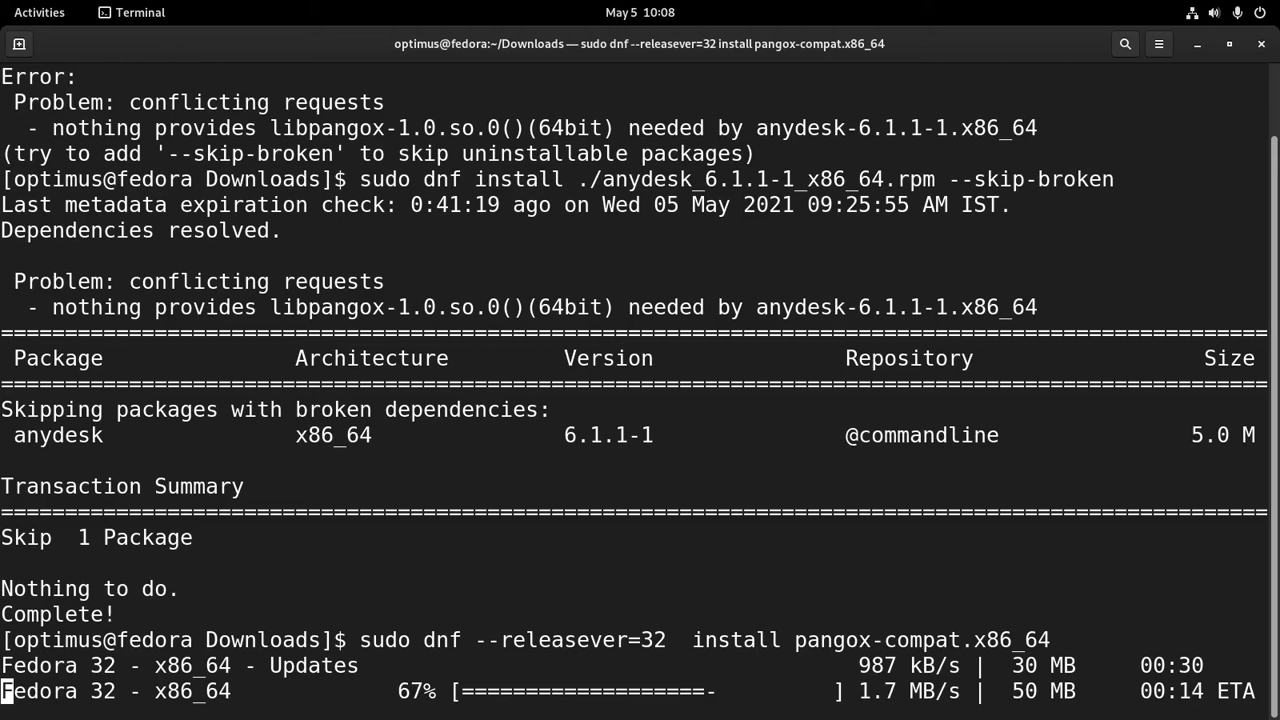 Activities Terminal May 5 10:08
optimus@fedora:~/Downloads — sudo dnf --releasever=32 install pangox-compat.x86_64
Error:
 Problem: conflicting requests
  - nothing provides libpangox-1.0.so.0()(64bit) needed by anydesk-6.1.1-1.x86_64
(try to add '--skip-broken' to skip uninstallable packages)
[optimus@fedora Downloads]$ sudo dnf install ./anydesk_6.1.1-1_x86_64.rpm --skip-broken
Last metadata expiration check: 0:41:19 ago on Wed 05 May 2021 09:25:55 AM IST.
Dependencies resolved.
 Problem: conflicting requests
  - nothing provides libpangox-1.0.so.0()(64bit) needed by anydesk-6.1.1-1.x86_64
===================================================================================================
 Package Architecture Version Repository Size
===================================================================================================
Skipping packages with broken dependencies:
 anydesk x86_64 6.1.1-1 @commandline 5.0 M
Transaction Summary
===================================================================================================
Skip  1 Package
Nothing to do.
Complete!
[optimus@fedora Downloads]$ sudo dnf --releasever=32  install pangox-compat.x86_64
Fedora 32 - x86_64 - Updates 987 kB/s |  30 MB 00:30
Fedora 32 - x86_64 67% [===================- ] 1.7 MB/s |  50 MB 00:14 ETA